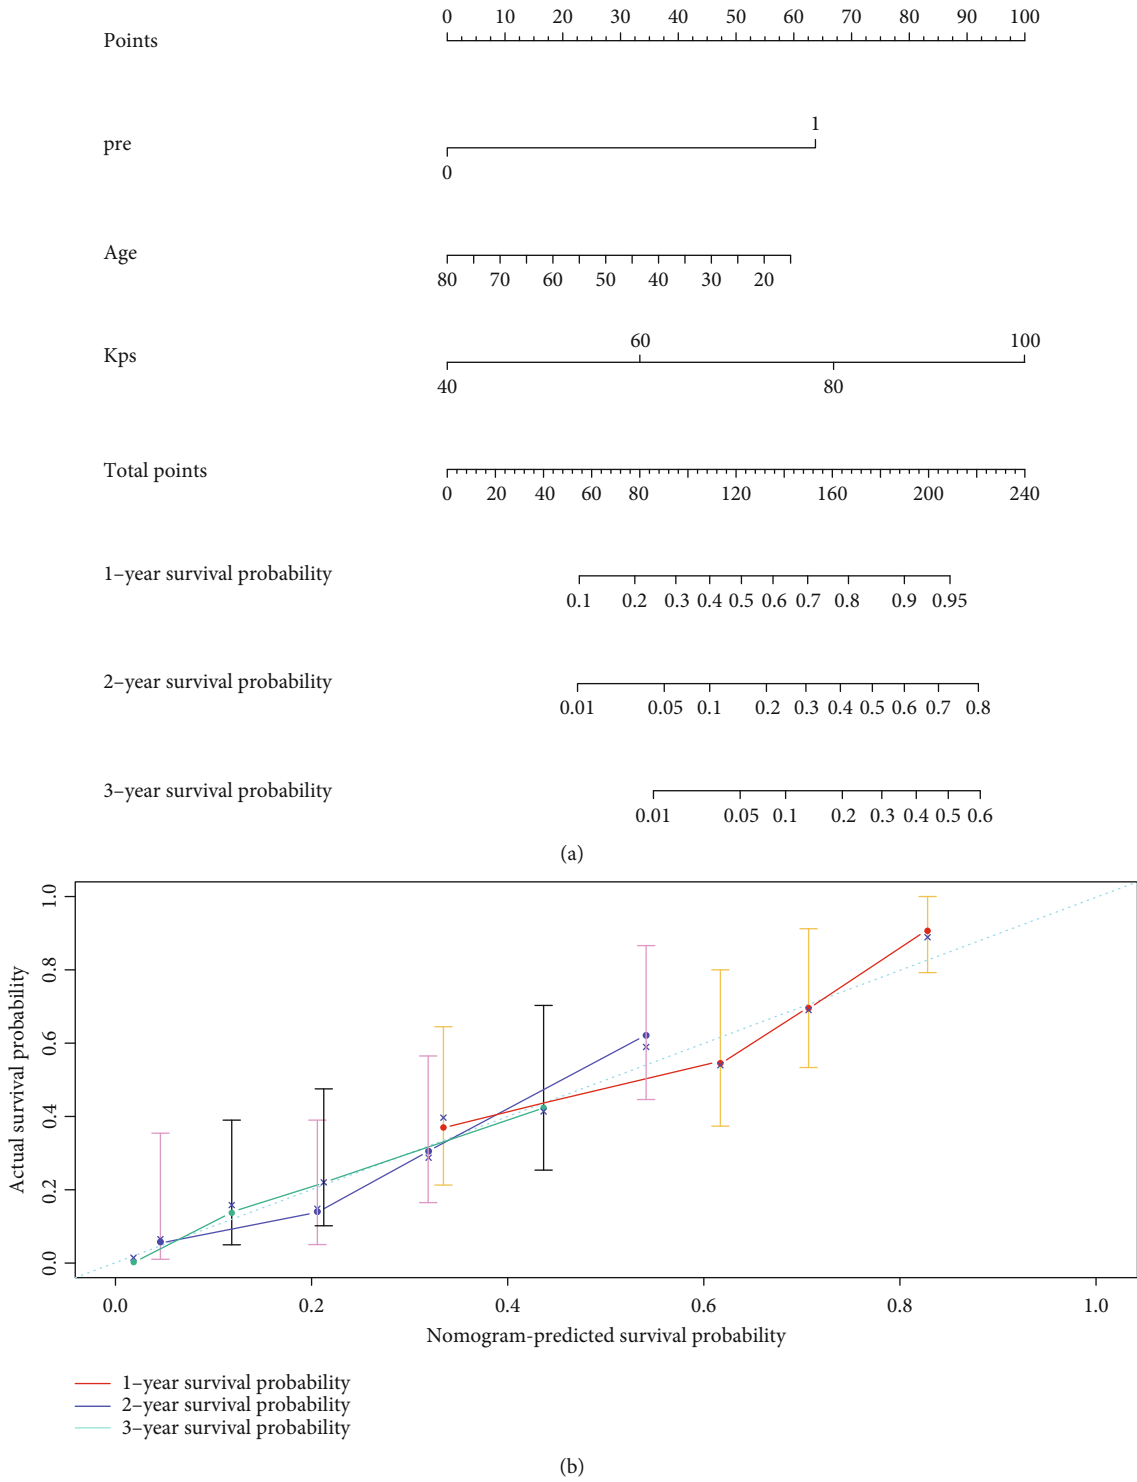 0 10 20 30 40 50 60 70 80 90 100
Points
1
pre
0
Age
80 70 60 50 40 30 20
60 100
Kps
40 80
Total points
0 20 40 60 80 120 160 200 240
1–year survival probability
0.1 0.2 0.3 0.4 0.5 0.6 0.7 0.8 0.9 0.95
2–year survival probability
0.01 0.05 0.1 0.2 0.3 0.4 0.5 0.6 0.7 0.8
3–year survival probability
0.01 0.05 0.1 0.2 0.3 0.4 0.5 0.6
(a)
1.0
0.8
0.6
0.4
0.2
0.0
Actual survival probability
0.0 0.2 0.4 0.6 0.8 1.0
Nomogram-predicted survival probability
1–year survival probability
2–year survival probability
3–year survival probability
(b)